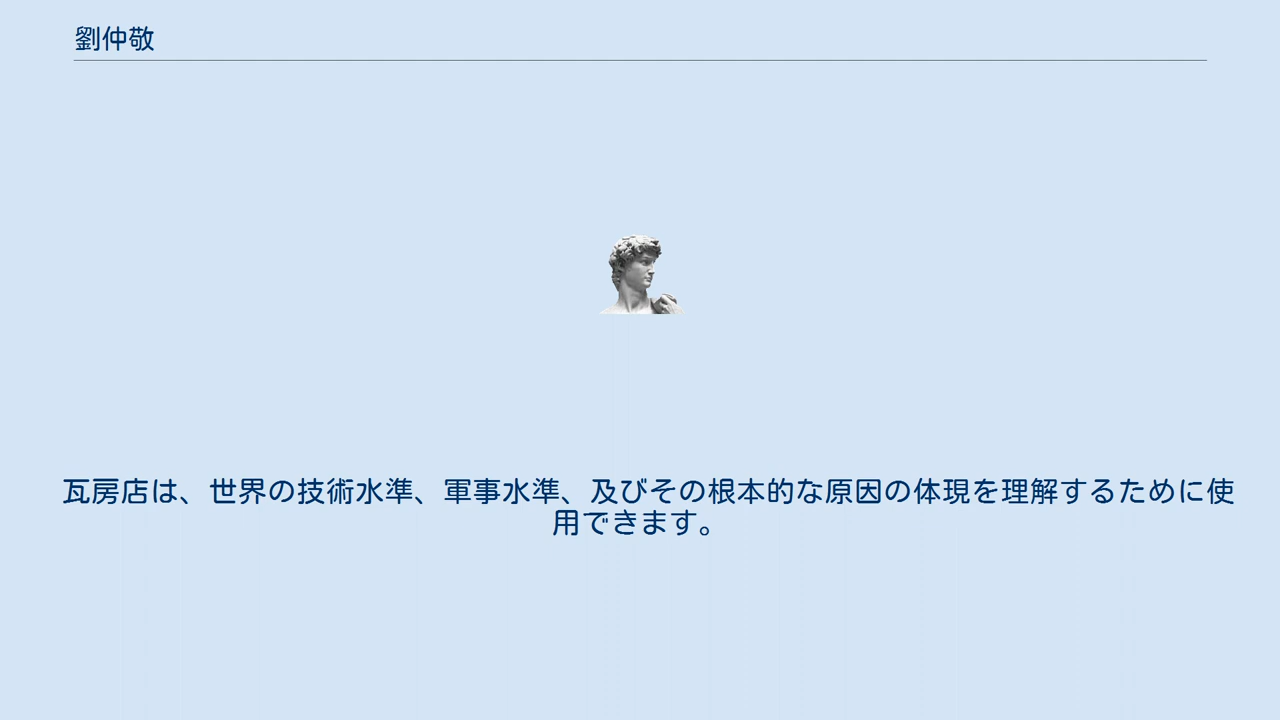 劉仲敬
瓦房店は、世界の技術水準、軍事水準、及びその根本的な原因の体現を理解するために使
用できます。